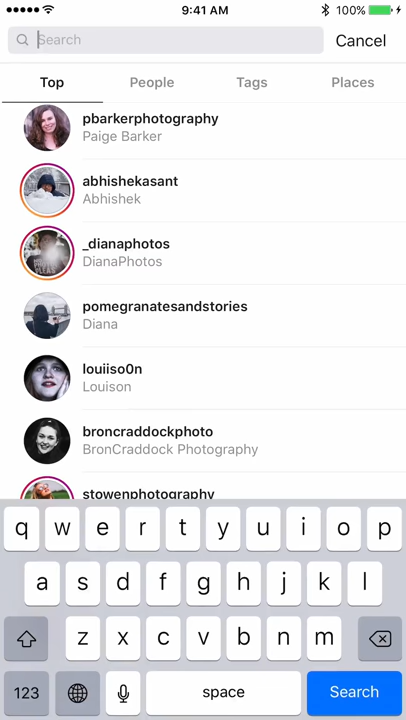 9:41 AM
100%
Search
Cancel
Top
People
Tags
Places
pbarkerphotography
Paige Barker
abhishekasant
Abhishek
_dianaphotos
DianaPhotos
pomegranatesandstories
Diana
louiiso0n
Louison
broncraddockphoto
BronCraddock Photography
stowenphotography
q w e r t y u i o p
a s d f g h j k l
z x c v b n m
123
space
Search